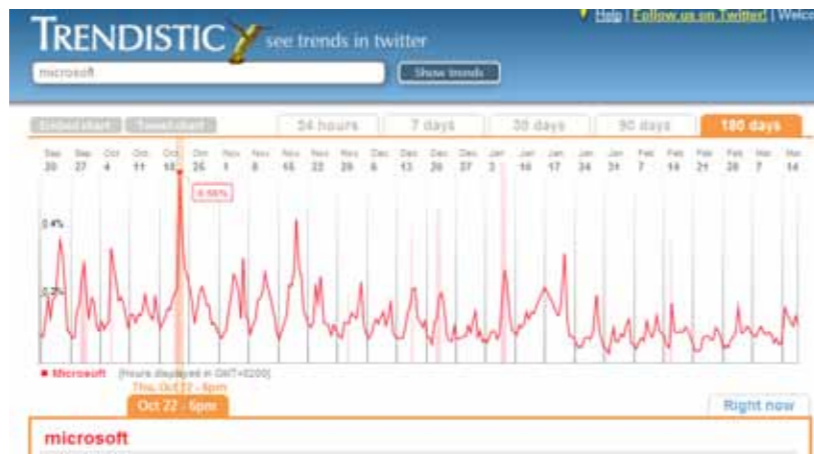 Help | Follow us on Twitter! | Welco
TRENDISTIC see trends in twitter
microsoft Show trends
Embed chart Tweet chart 24 hours 7 days 30 days 90 days 180 days
Sep Sep Oct Oct Oct Oct Nov Nov Nov Nov Nov Dec Dec Dec Dec Jan Jan Jan Jan Jan Feb Feb Feb Feb Mar Mar
20 27 4 11 18 25 1 8 15 22 29 6 13 20 27 3 10 17 24 31 7 14 21 28 7 14
0.4%
0.2%
Microsoft [Hours displayed in GMT+0200]
Thu, Oct 22 - 6pm
Oct 22 - 6pm Right now
microsoft